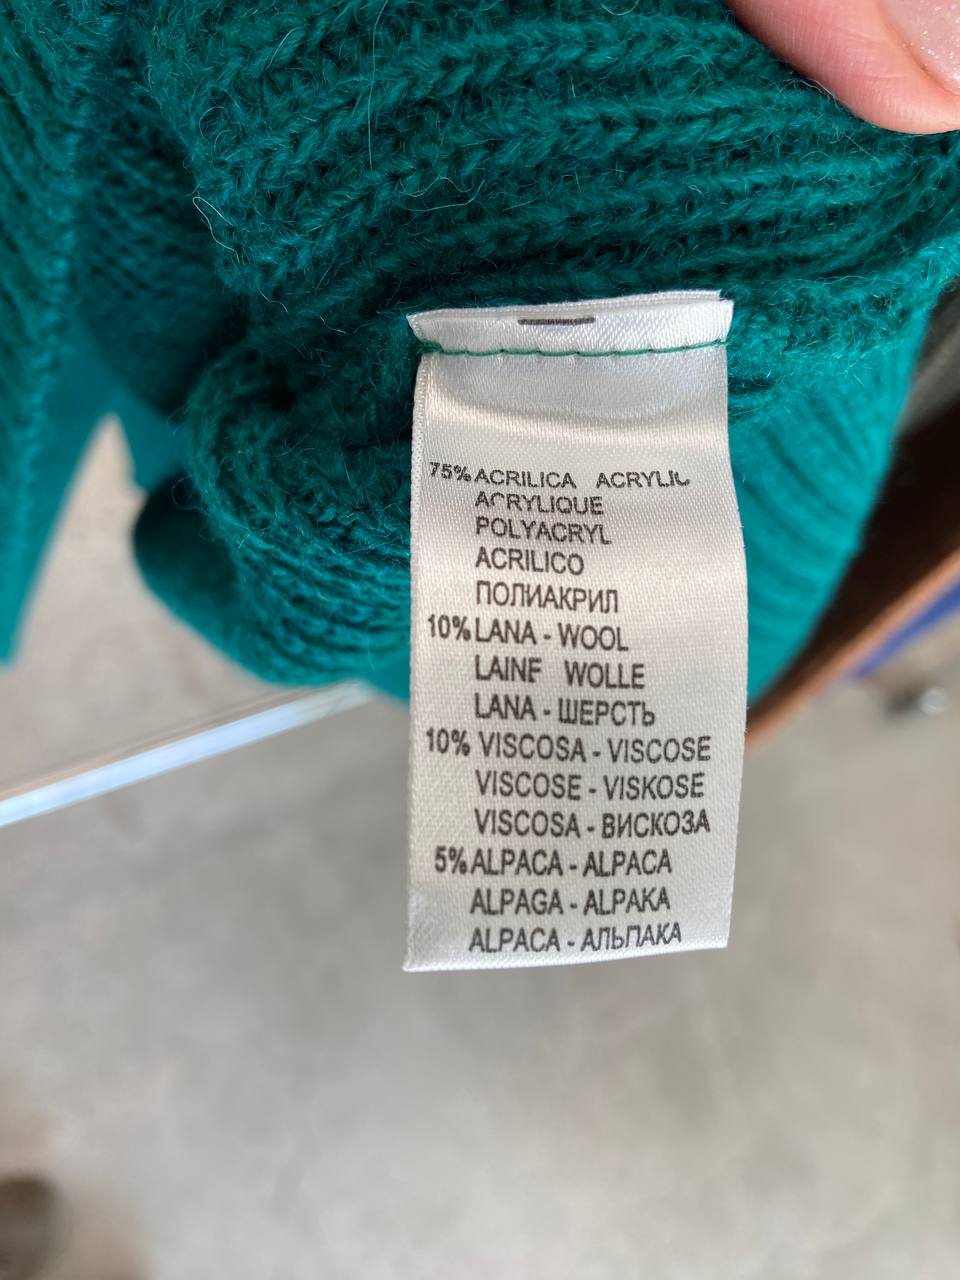 75% ACRILICA ACRYLIC
ACRYLIQUE
POLYACRYL
ACRILICO
ПОЛИАКРИЛ
10% LANA - WOOL
LAINE WOLLE
LANA - ШЕРСТЬ
10% VISCOSA - VISCOSE
VISCOSE - VISKOSE
VISCOSA - ВИСКОЗА
5% ALPACA - ALPACA
ALPAGA - ALPAKA
ALPACA - АЛЬПАКА